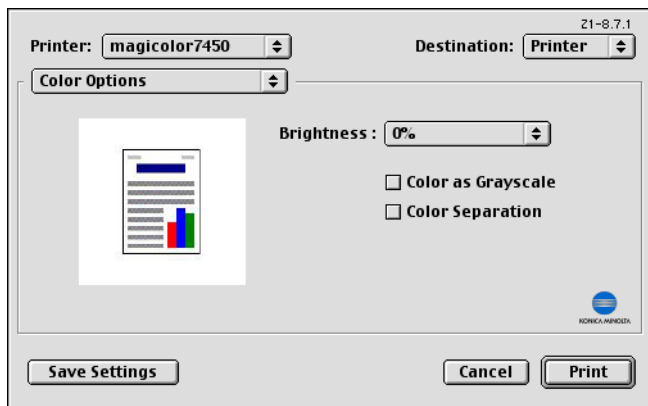 Z1-8.7.1
Printer: magicolor7450 Destination: Printer
Color Options
Brightness : 0%
Color as Grayscale
Color Separation
KONICA MINOLTA
Save Settings Cancel Print